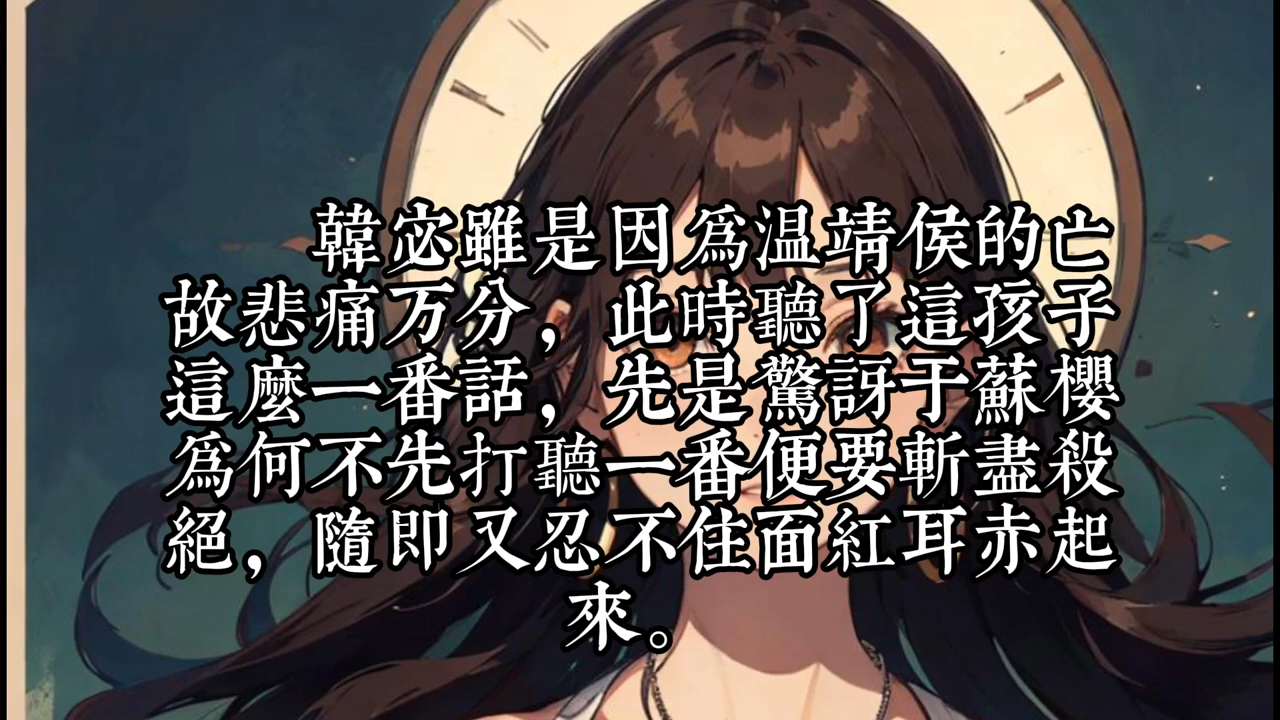 韓宓雖是因爲温靖侯的亡
故悲痛万分，此時聽了這孩子
這麼一番話，先是驚訝于蘇櫻
爲何不先打聽一番便要斬盡殺
絕，隨即又忍不住面紅耳赤起
來。